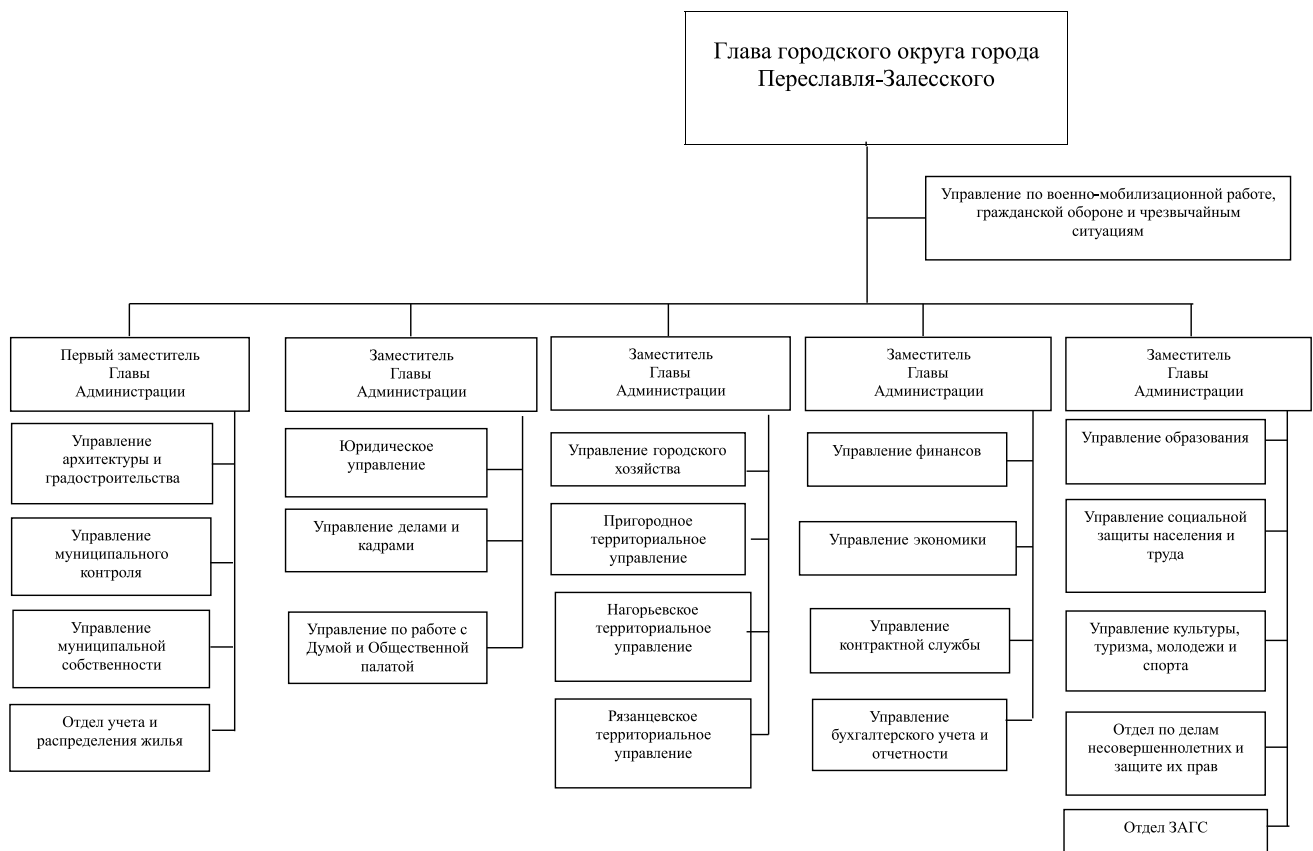 Глава городского округа города
Переславля-Залесского
Управление по военно-мобилизационной работе,
гражданской обороне и чрезвычайным
ситуациям
Первый заместитель
Главы
Администрации
Управление
архитектуры и
градостроительства
Управление
муниципального
контроля
Управление
муниципальной
собственности
Отдел учета и
распределения жилья
Заместитель
Главы
Администрации
Юридическое
управление
Управление делами и
кадрами
Управление по работе с
Думой и Общественной
палатой
Заместитель
Главы
Администрации
Управление городского
хозяйства
Пригородное
территориальное
управление
Нагорьевское
территориальное
управление
Рязанцевское
территориальное
управление
Заместитель
Главы
Администрации
Управление финансов
Управление экономики
Управление
контрактной службы
Управление
бухгалтерского учета и
отчетности
Заместитель
Главы
Администрации
Управление образования
Управление социальной
защиты населения и
труда
Управление культуры,
туризма, молодежи и
спорта
Отдел по делам
несовершеннолетних и
защите их прав
Отдел ЗАГС